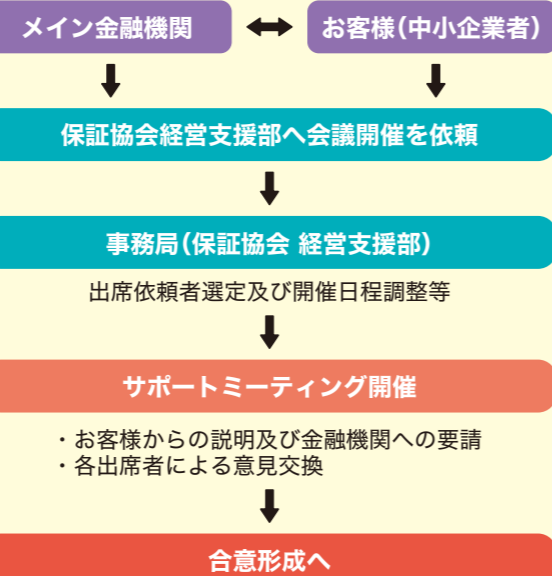 メイン金融機関
お客様（中小企業者）
保証協会経営支援部へ会議開催を依頼
事務局（保証協会 経営支援部）
出席依頼者選定及び開催日程調整等
サポートミーティング開催
・お客様からの説明及び金融機関への要請
・各出席者による意見交換
合意形成へ